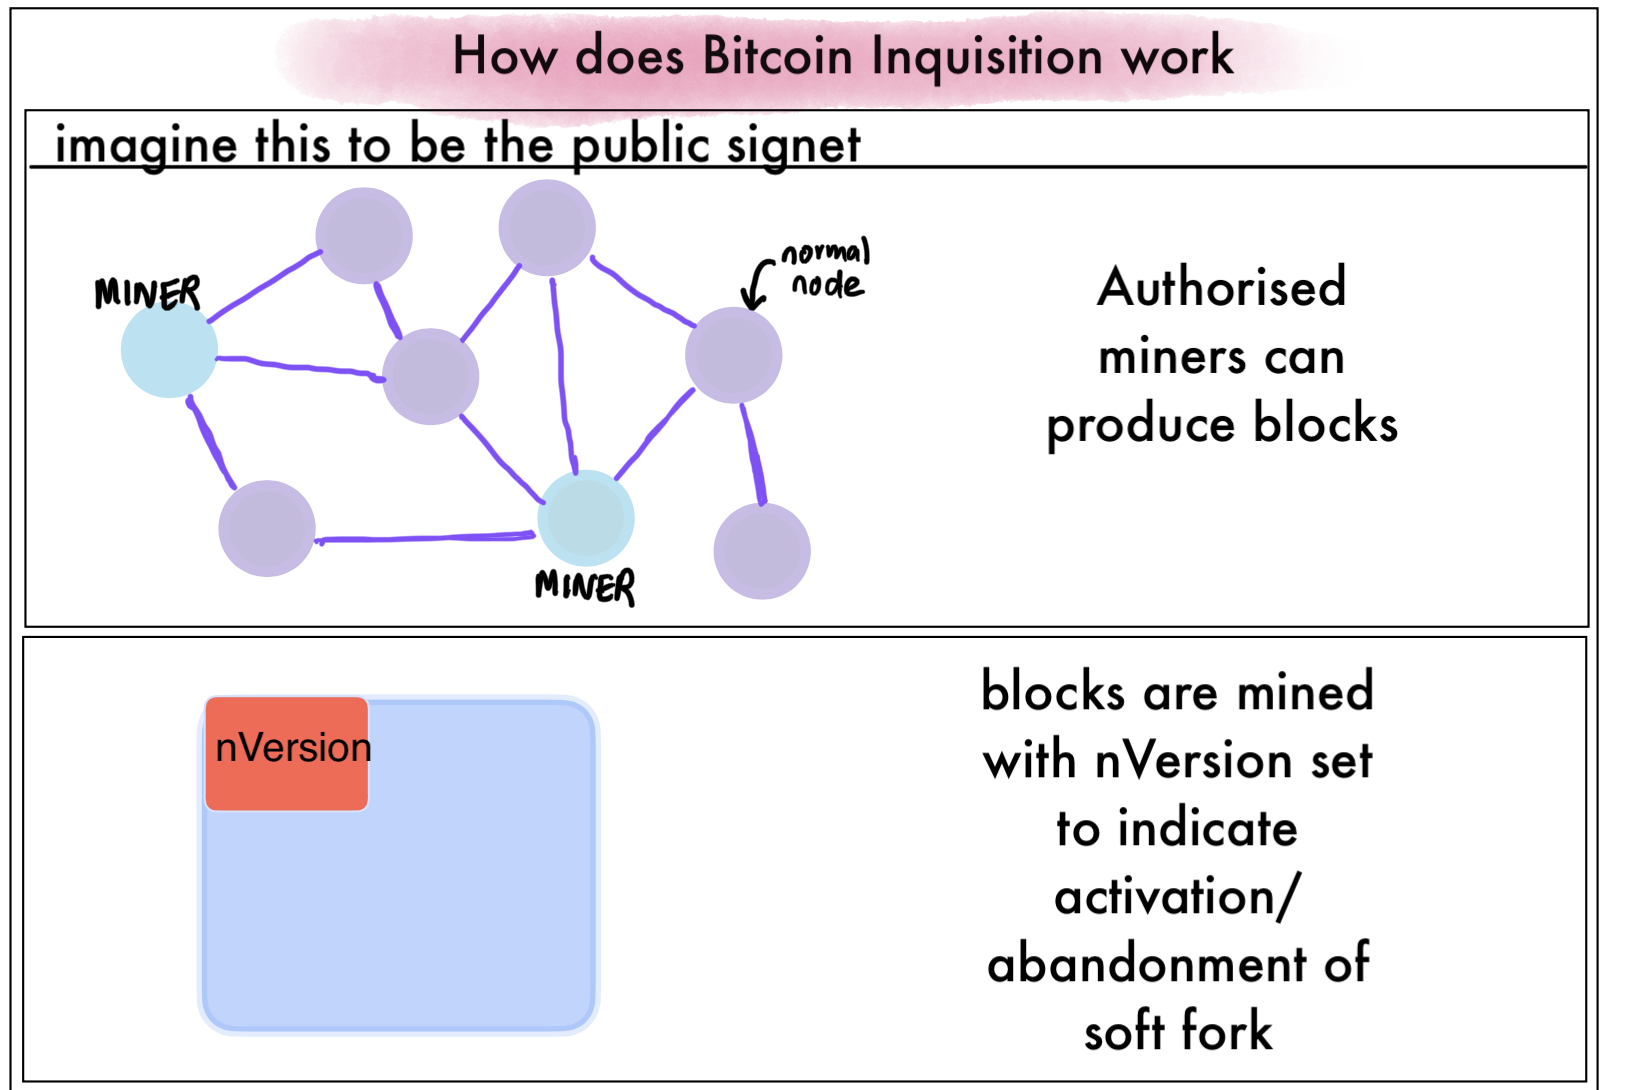 How does Bitcoin Inquisition work
imagine this to be the public signet
MINER
normal
node
MINER
Authorised
miners can
produce blocks
nVersion
blocks are mined
with nVersion set
to indicate
activation/
abandonment of
soft fork